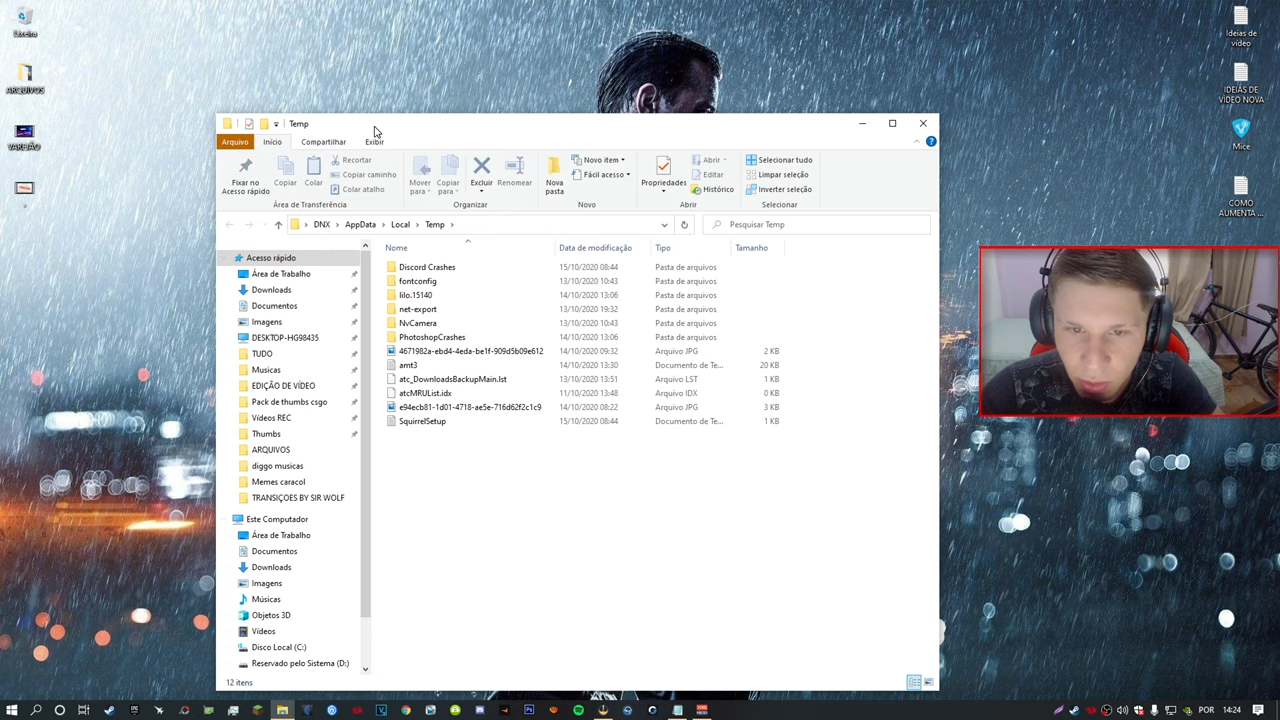 Lixeira
ARQUIVOS
VAREJÃO
Ideias de
vídeo
IDEIAS DE
VIDEO NOVA
Mice
COMO
AUMENTA ...
Temp
Arquivo Início Compartilhar Exibir
Fixar no
Acesso rápido
Copiar
Colar
Recortar
Copiar caminho
Colar atalho
Área de Transferência
Mover
para
Copiar
para
Excluir
Renomear
Organizar
Nova
pasta
Novo item
Fácil acesso
Novo
Propriedades
Abrir
Editar
Histórico
Abrir
Selecionar tudo
Limpar seleção
Inverter seleção
Selecionar
DNX > AppData > Local > Temp >
Pesquisar Temp
Acesso rápido
Área de Trabalho
Downloads
Documentos
Imagens
DESKTOP-HG98435
TUDO
Musicas
EDIÇÃO DE VÍDEO
Pack de thumbs csgo
Vídeos REC
Thumbs
ARQUIVOS
diggo musicas
Memes caracol
TRANSIÇOES BY SIR WOLF
Este Computador
Área de Trabalho
Documentos
Downloads
Imagens
Músicas
Objetos 3D
Vídeos
Disco Local (C:)
Reservado pelo Sistema (D:)
Nome Data de modificação Tipo Tamanho
Discord Crashes 15/10/2020 08:44 Pasta de arquivos
fontconfig 13/10/2020 10:43 Pasta de arquivos
lilo.15140 14/10/2020 13:06 Pasta de arquivos
net-export 13/10/2020 19:32 Pasta de arquivos
NvCamera 13/10/2020 10:43 Pasta de arquivos
PhotoshopCrashes 14/10/2020 13:06 Pasta de arquivos
4671982a-ebd4-4eda-be1f-909d5b09e612 14/10/2020 09:32 Arquivo JPG 2 KB
amt3 14/10/2020 13:30 Documento de Te... 20 KB
atc_DownloadsBackupMain.lst 13/10/2020 13:51 Arquivo LST 1 KB
atcMRUList.idx 11/10/2020 13:48 Arquivo IDX 0 KB
e94ecb81-1d01-4718-ae5e-716d62f2c1c9 14/10/2020 08:22 Arquivo JPG 3 KB
SquirrelSetup 15/10/2020 08:44 Documento de Te... 1 KB
12 itens
POR 14:24